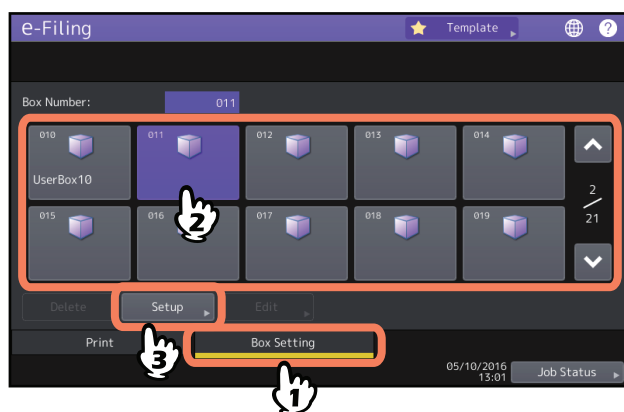 e-Filing
Template
?
Box Number: 011
010 011 012 013 014
UserBox10
2
21
015 016 017 018 019
2
Delete Setup Edit
3
Print Box Setting
1
05/10/2016
13:01
Job Status